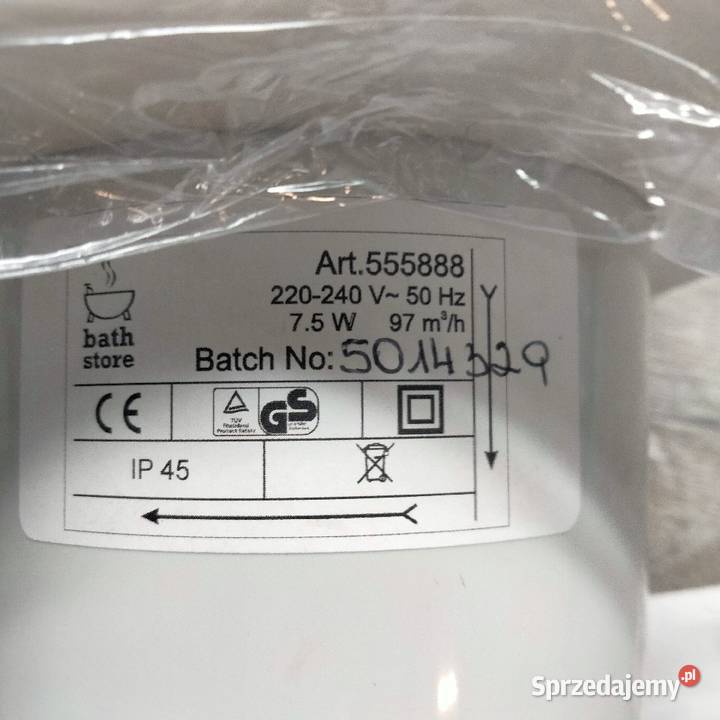 Art.555888
220-240 V~ 50 Hz
7.5 W 97 m³/h
bath
store
Batch No: 5014329
CE
TÜV
GS
IP 45
Sprzedajemy.pl